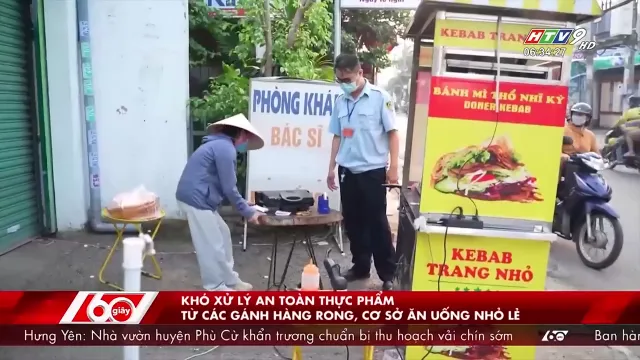 HTV9 HD
06:34:27
KEBAB TRANG N
BÁNH MÌ THỔ NHĨ KỲ
DONER KEBAB
PHÒNG KHÁ
BÁC SĨ
KEBAB
TRANG NHỎ
60 giây
KHÓ XỬ LÝ AN TOÀN THỰC PHẨM
TỪ CÁC GÁNH HÀNG RONG, CƠ SỞ ĂN UỐNG NHỎ LẺ
Hưng Yên: Nhà vườn huyện Phù Cừ khẩn trương chuẩn bị thu hoạch vải chín sớm
60 giây
Ban hà